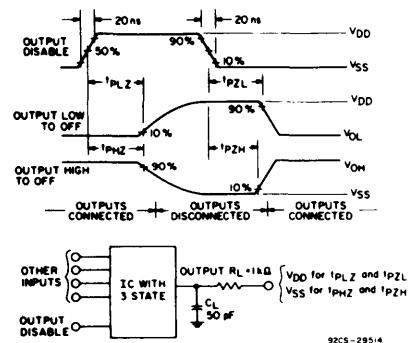 20 ns
20 ns
OUTPUT DISABLE
50%
90%
10%
VDD
VSS
tPLZ
tPZL
OUTPUT LOW TO OFF
10%
90%
VDD
VOL
tPHZ
tPZH
OUTPUT HIGH TO OFF
90%
10%
VOH
VSS
OUTPUTS CONNECTED
OUTPUTS DISCONNECTED
OUTPUTS CONNECTED
OTHER INPUTS
IC WITH 3 STATE
OUTPUT RL = 1 kΩ
VDD for tPLZ and tPZL
VSS for tPHZ and tPZH
CL 50 pF
OUTPUT DISABLE
92CS-29514